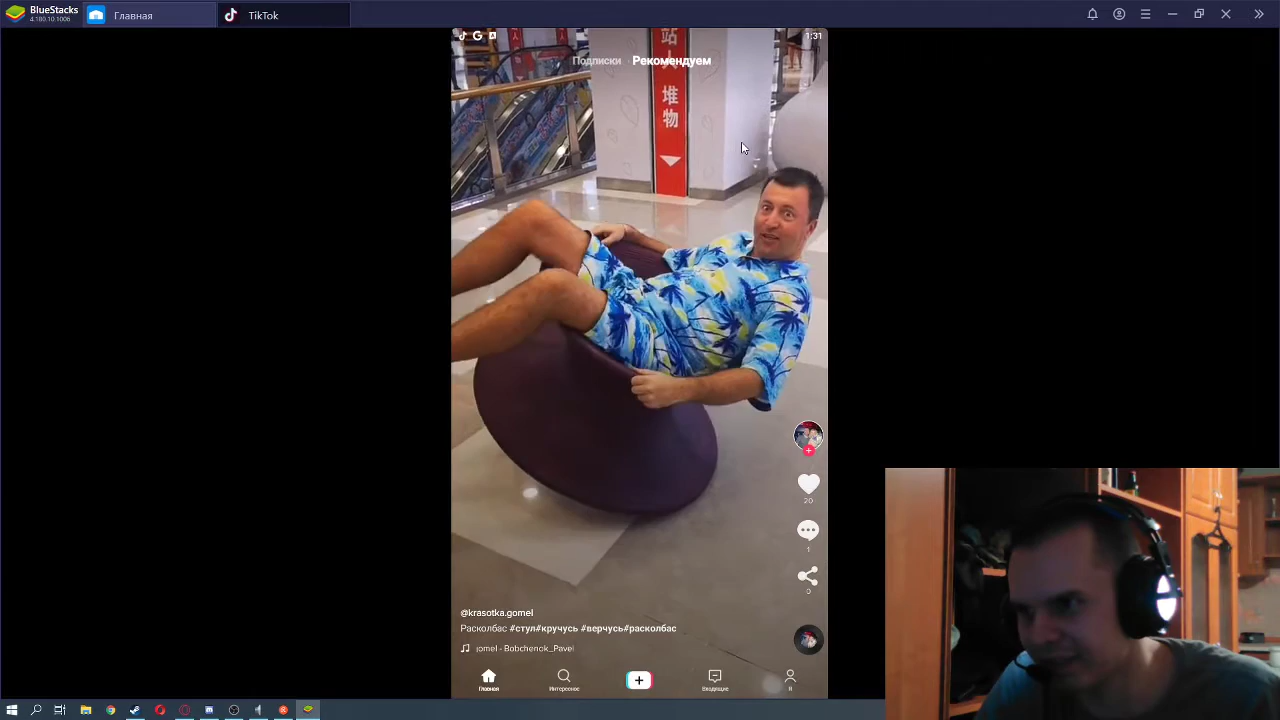 BlueStacks
4.180.10.1006
Главная
TikTok
1:31
Подписки
Рекомендуем
站
人
堆
物
20
1
0
@krasotka.gomel
Расколбас #стул#кручусь #верчусь#расколбас
gomel - Bobchenok_Pavel
Главная
Интересное
Входящие
Я